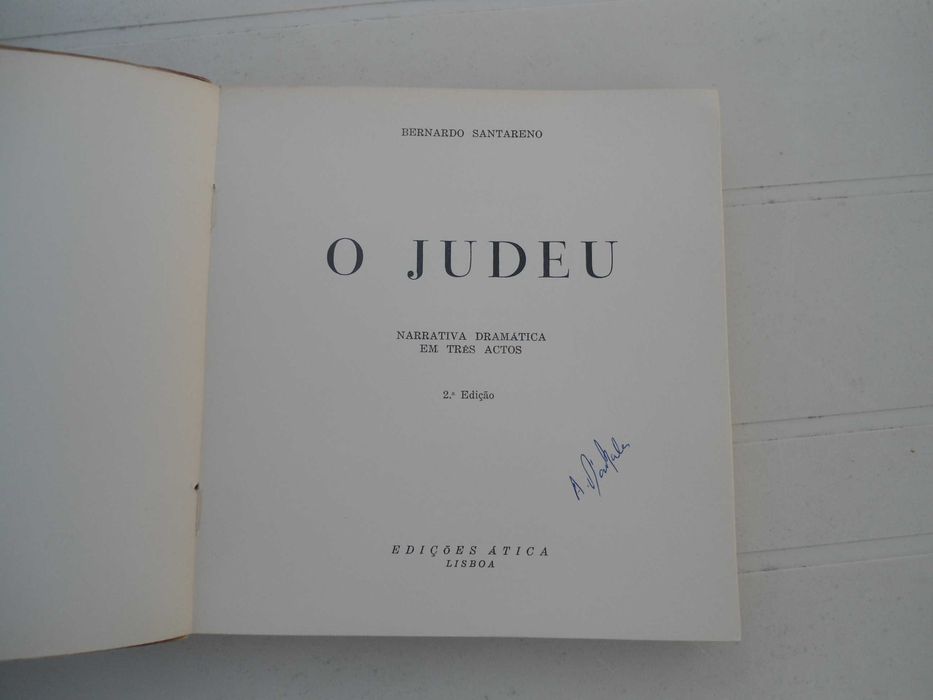 BERNARDO SANTARENO
O JUDEU
NARRATIVA DRAMÁTICA
EM TRÊS ACTOS
2.ª Edição
EDIÇÕES ÁTICA
LISBOA